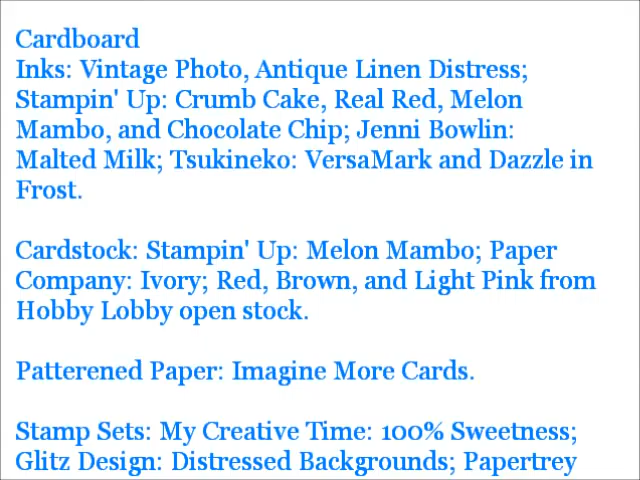 Cardboard
Inks: Vintage Photo, Antique Linen Distress;
Stampin' Up: Crumb Cake, Real Red, Melon
Mambo, and Chocolate Chip; Jenni Bowlin:
Malted Milk; Tsukineko: VersaMark and Dazzle in
Frost.
Cardstock: Stampin' Up: Melon Mambo; Paper
Company: Ivory; Red, Brown, and Light Pink from
Hobby Lobby open stock.
Patterened Paper: Imagine More Cards.
Stamp Sets: My Creative Time: 100% Sweetness;
Glitz Design: Distressed Backgrounds; Papertrey